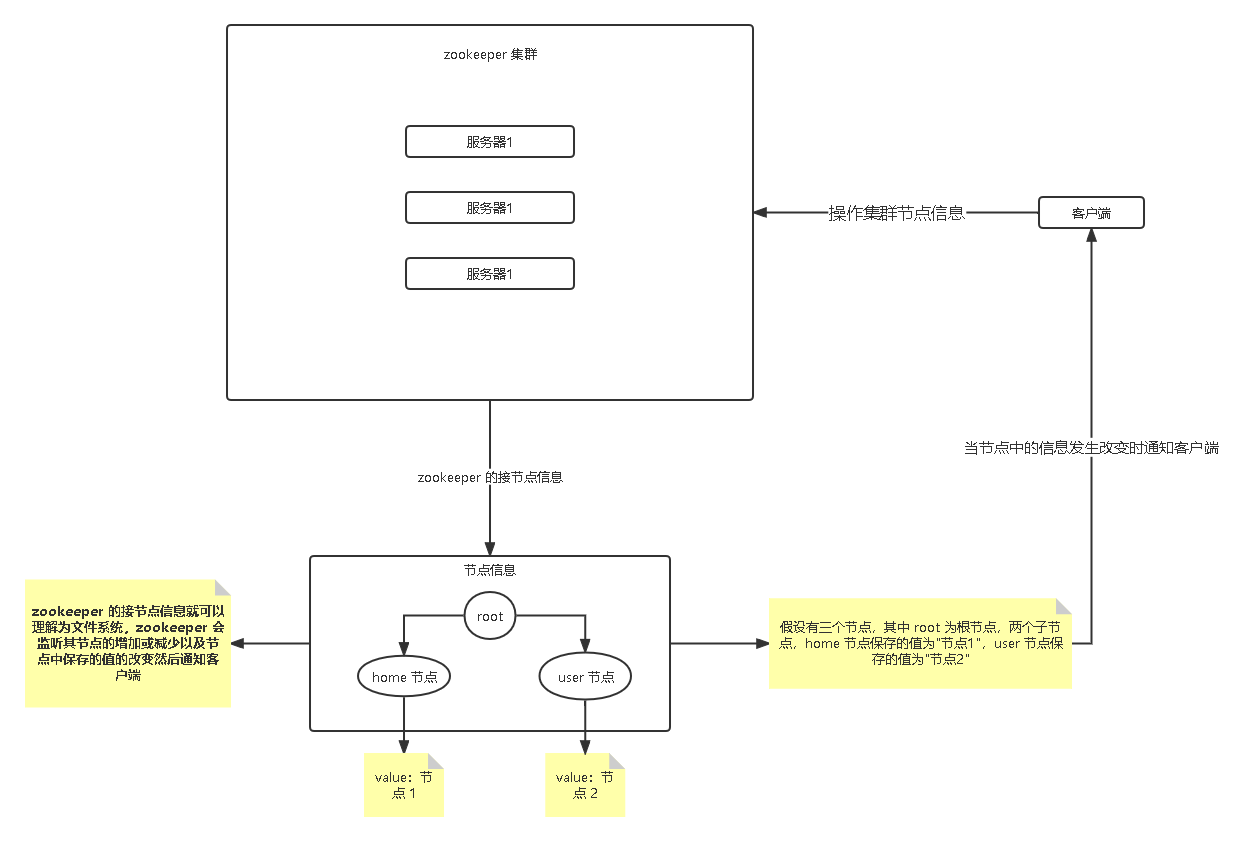 zookeeper 集群
服务器1
服务器1
服务器1
操作集群节点信息
客户端
当节点中的信息发生改变时通知客户端
zookeeper 的接节点信息
节点信息
root
home 节点
user 节点
zookeeper 的接节点信息就可以
理解为文件系统，zookeeper 会
监听其节点的增加或减少以及节
点中保存的值的改变然后通知客
户端
假设有三个节点，其中 root 为根节点，两个子节
点，home 节点保存的值为"节点1"，user 节点保
存的值为"节点2"
value：节
点 1
value：节
点 2